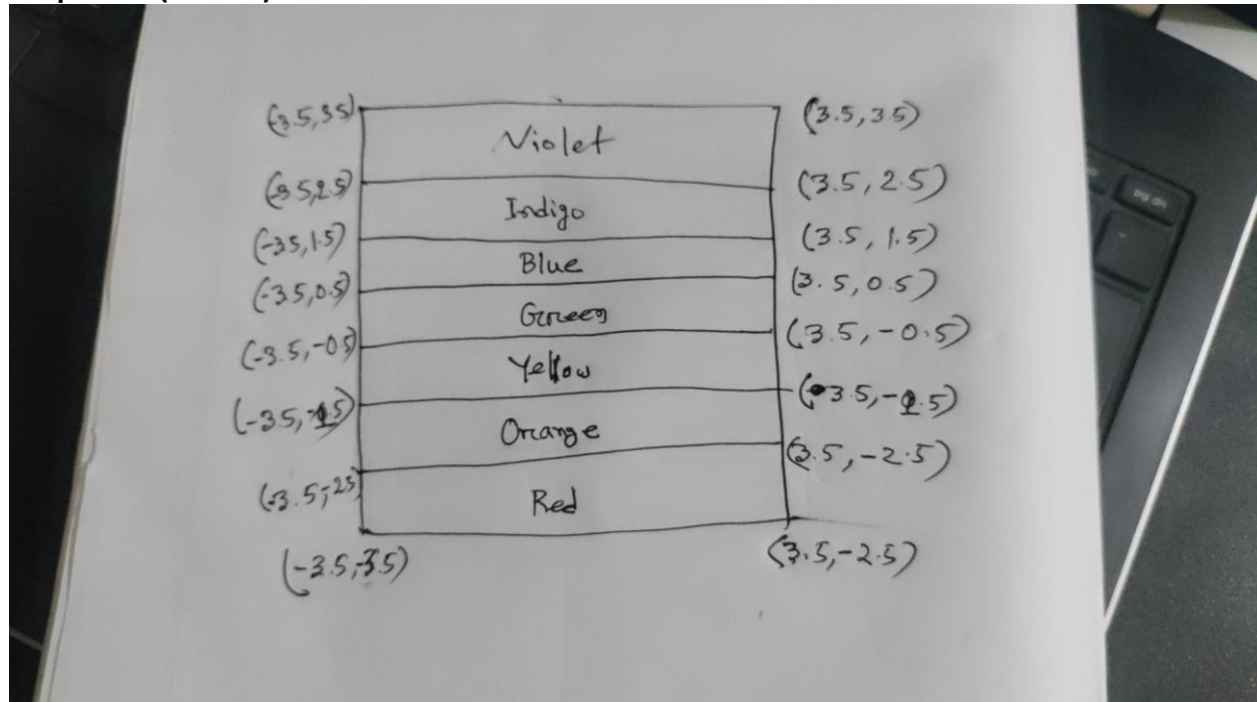 (-3.5,3.5) (3.5,3.5)
Violet
(-3.5,2.5) (3.5,2.5)
Indigo
(-3.5,1.5) (3.5,1.5)
Blue
(-3.5,0.5) (3.5,0.5)
Green
(-3.5,-0.5) (3.5,-0.5)
Yellow
(-3.5,-1.5) (3.5,-1.5)
Orange
(-3.5,-2.5) (3.5,-2.5)
Red
(-3.5,-3.5) (3.5,-2.5)
pg dn